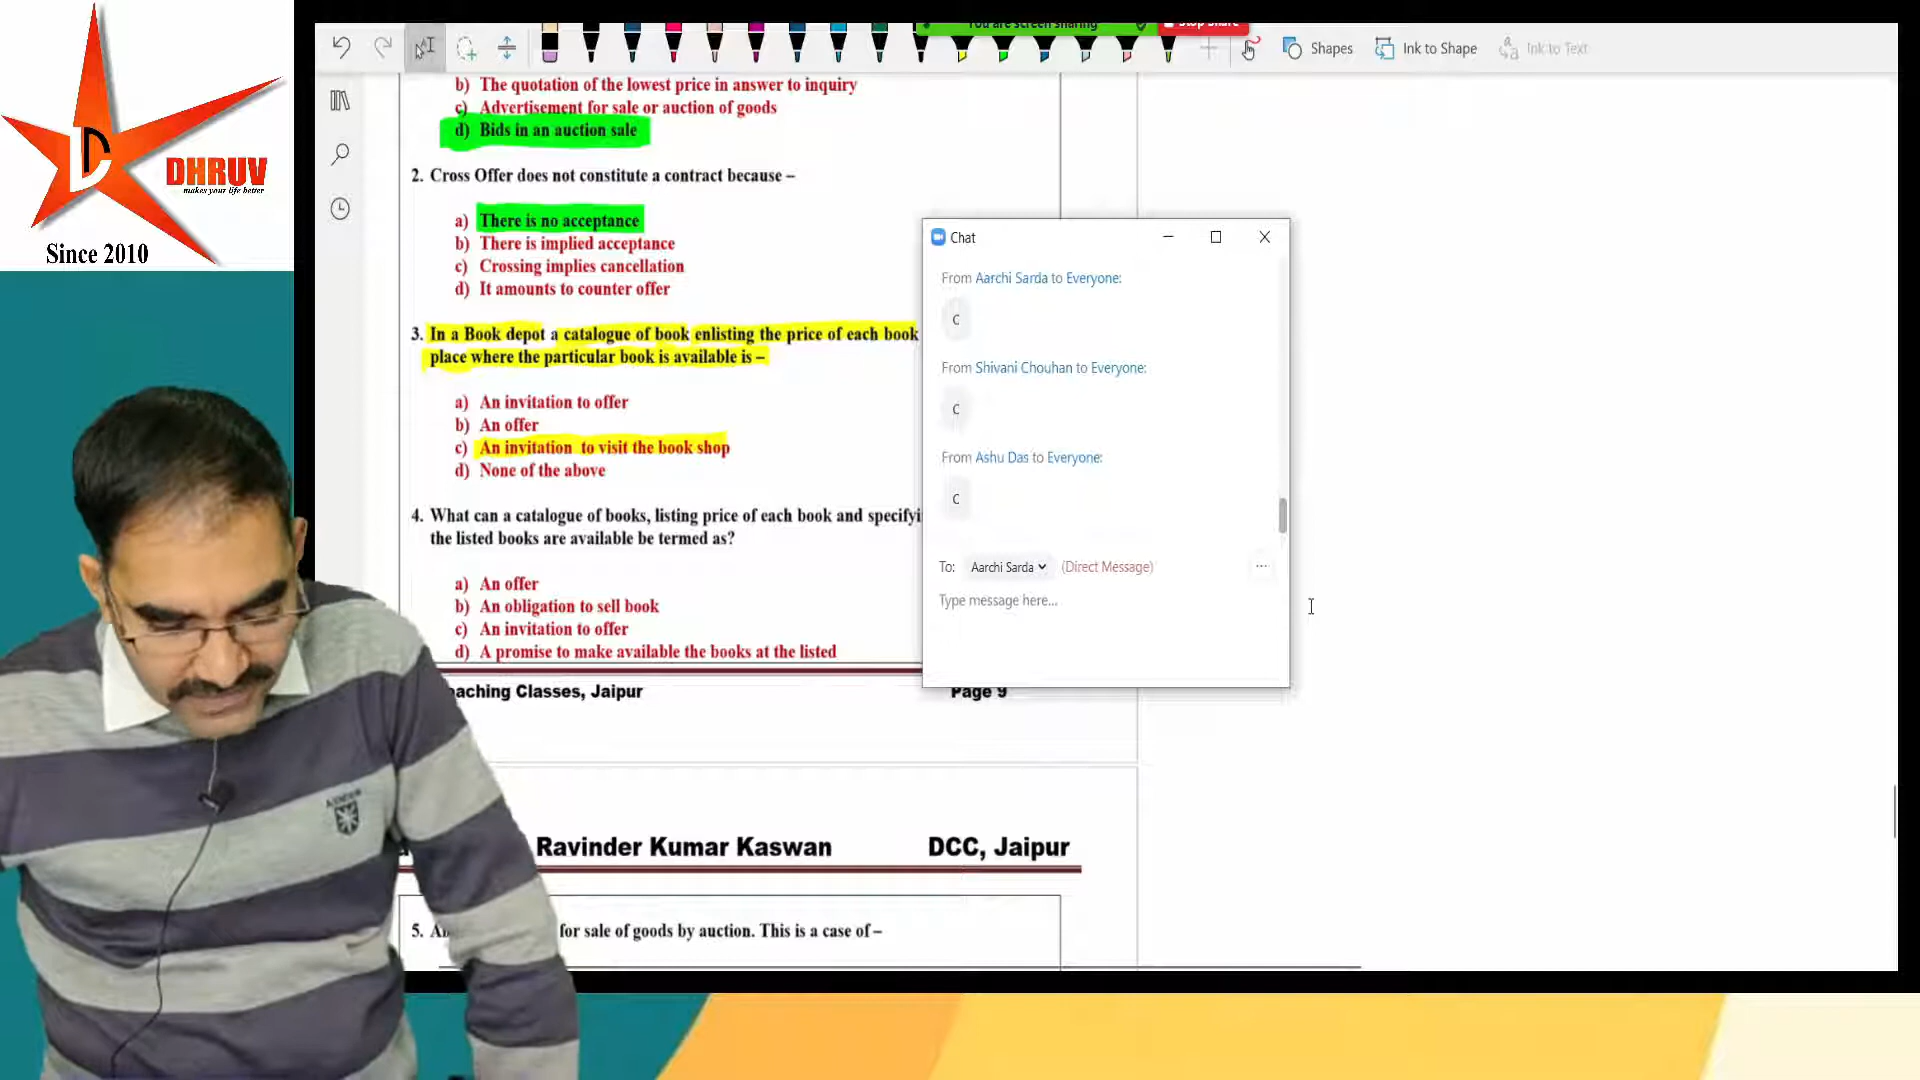 You are screen sharing
Stop Share
Shapes
Ink to Shape
Ink to Text
DC
DHRUV
makes your life better
Since 2010
b) The quotation of the lowest price in answer to inquiry
c) Advertisement for sale or auction of goods
d) Bids in an auction sale
2. Cross Offer does not constitute a contract because –
a) There is no acceptance
b) There is implied acceptance
c) Crossing implies cancellation
d) It amounts to counter offer
3. In a Book depot a catalogue of book enlisting the price of each book
place where the particular book is available is –
a) An invitation to offer
b) An offer
c) An invitation to visit the book shop
d) None of the above
4. What can a catalogue of books, listing price of each book and specifyi
the listed books are available be termed as?
a) An offer
b) An obligation to sell book
c) An invitation to offer
d) A promise to make available the books at the listed
aching Classes, Jaipur
Page 9
Ravinder Kumar Kaswan
DCC, Jaipur
5.
for sale of goods by auction. This is a case of –
Chat
From Aarchi Sarda to Everyone:
C
From Shivani Chouhan to Everyone:
C
From Ashu Das to Everyone:
C
To: Aarchi Sarda (Direct Message)
...
Type message here...